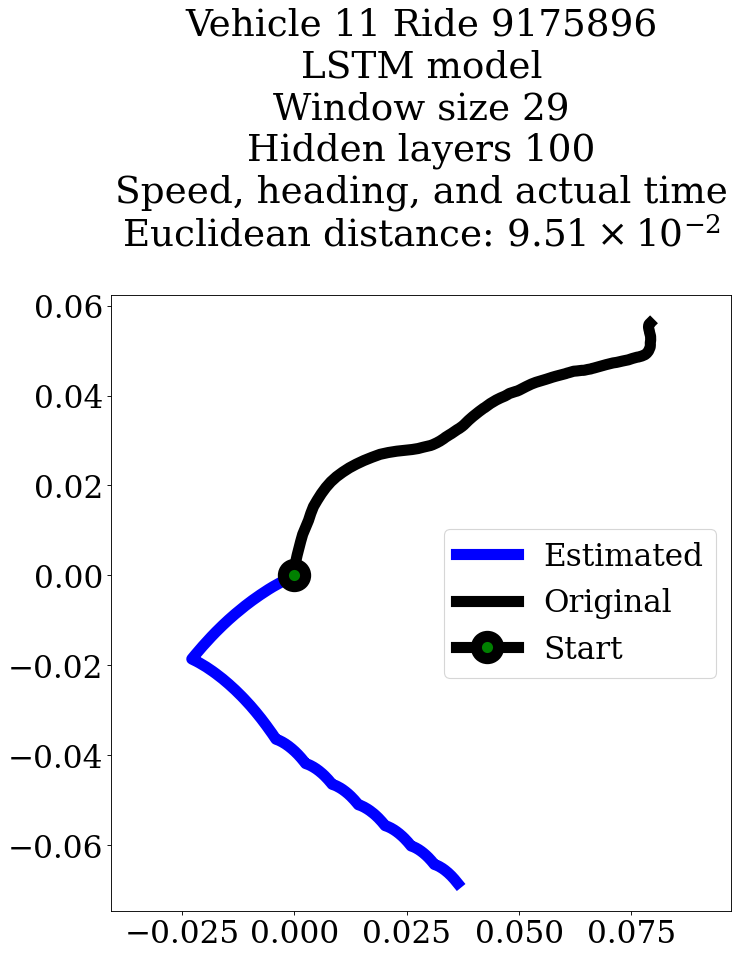 Vehicle 11 Ride 9175896
LSTM model
Window size 29
Hidden layers 100
Speed, heading, and actual time
Euclidean distance: 9.51 × 10⁻²
0.06
0.04
0.02
0.00
−0.02
−0.04
−0.06
Estimated
Original
Start
−0.025 0.000 0.025 0.050 0.075